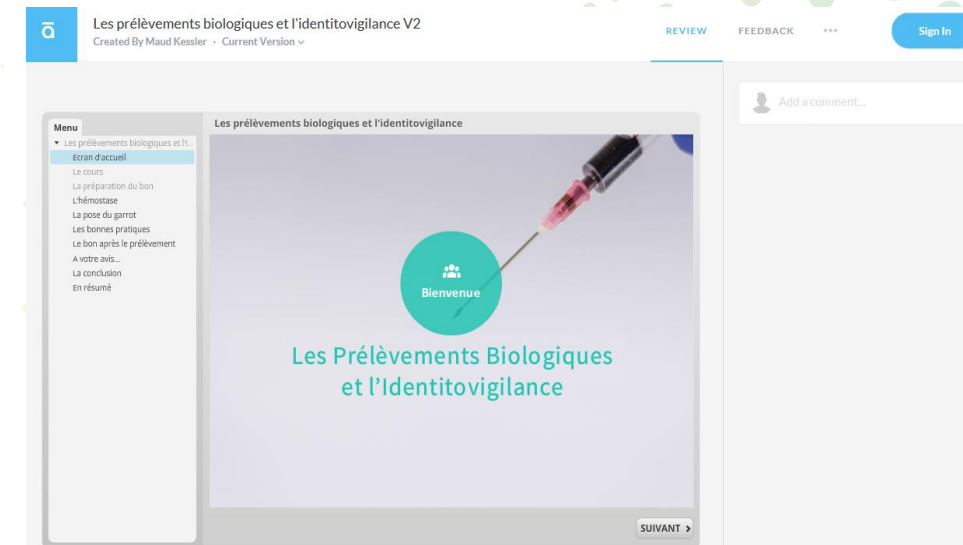 ā
Les prélèvements biologiques et l'identitovigilance V2
Created By Maud Kessler · Current Version
REVIEW
FEEDBACK
Sign In
Add a comment...
Menu
Les prélèvements biologiques et l'i...
Ecran d'accueil
Le cours
La préparation du bon
L'hémostase
La pose du garrot
Les bonnes pratiques
Le bon après le prélèvement
A votre avis...
La conclusion
En résumé
Les prélèvements biologiques et l'identitovigilance
Bienvenue
Les Prélèvements Biologiques
et l'Identitovigilance
SUIVANT